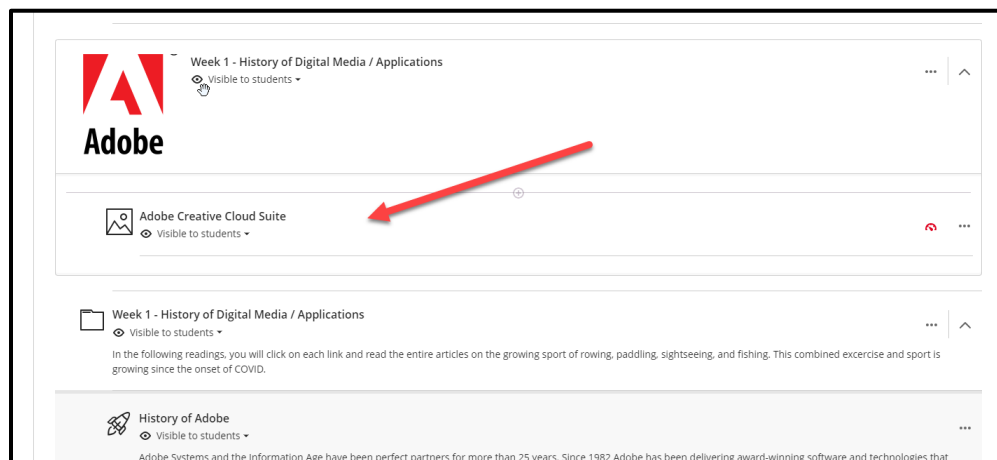 Week 1 - History of Digital Media / Applications
Visible to students
Adobe
Adobe Creative Cloud Suite
Visible to students
Week 1 - History of Digital Media / Applications
Visible to students
In the following readings, you will click on each link and read the entire articles on the growing sport of rowing, paddling, sightseeing, and fishing. This combined excercise and sport is
growing since the onset of COVID.
History of Adobe
Visible to students
Adobe Systems and the Information Age have been perfect partners for more than 25 years. Since 1982 Adobe has been delivering award-winning software and technologies that